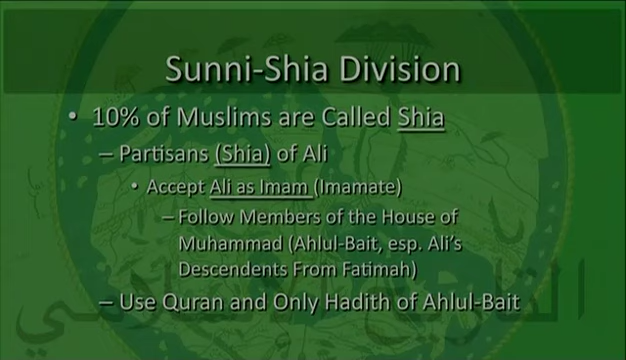 Sunni-Shia Division
• 10% of Muslims are Called Shia
– Partisans (Shia) of Ali
• Accept Ali as Imam (Imamate)
– Follow Members of the House of
Muhammad (Ahlul-Bait, esp. Ali's
Descendents From Fatimah)
– Use Quran and Only Hadith of Ahlul-Bait
التاريخ الإسلامي